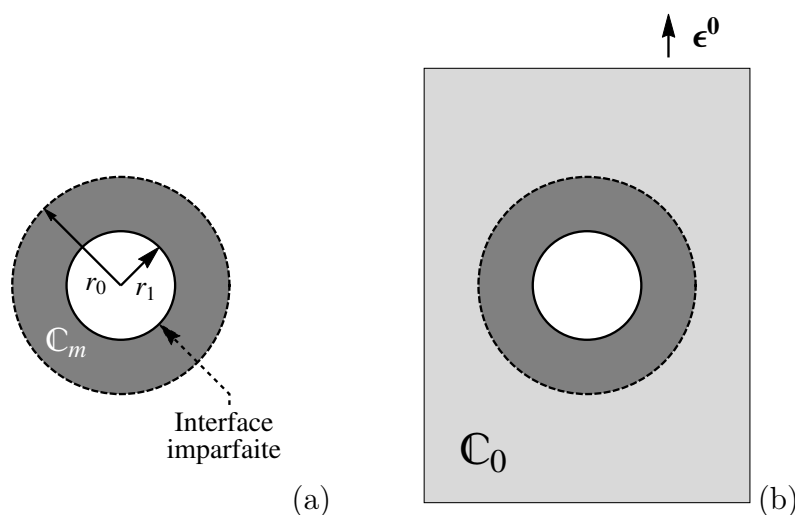 ϵ⁰
r₀
r₁
ℂₘ
Interface
imparfaite
ℂ₀
(a)
(b)